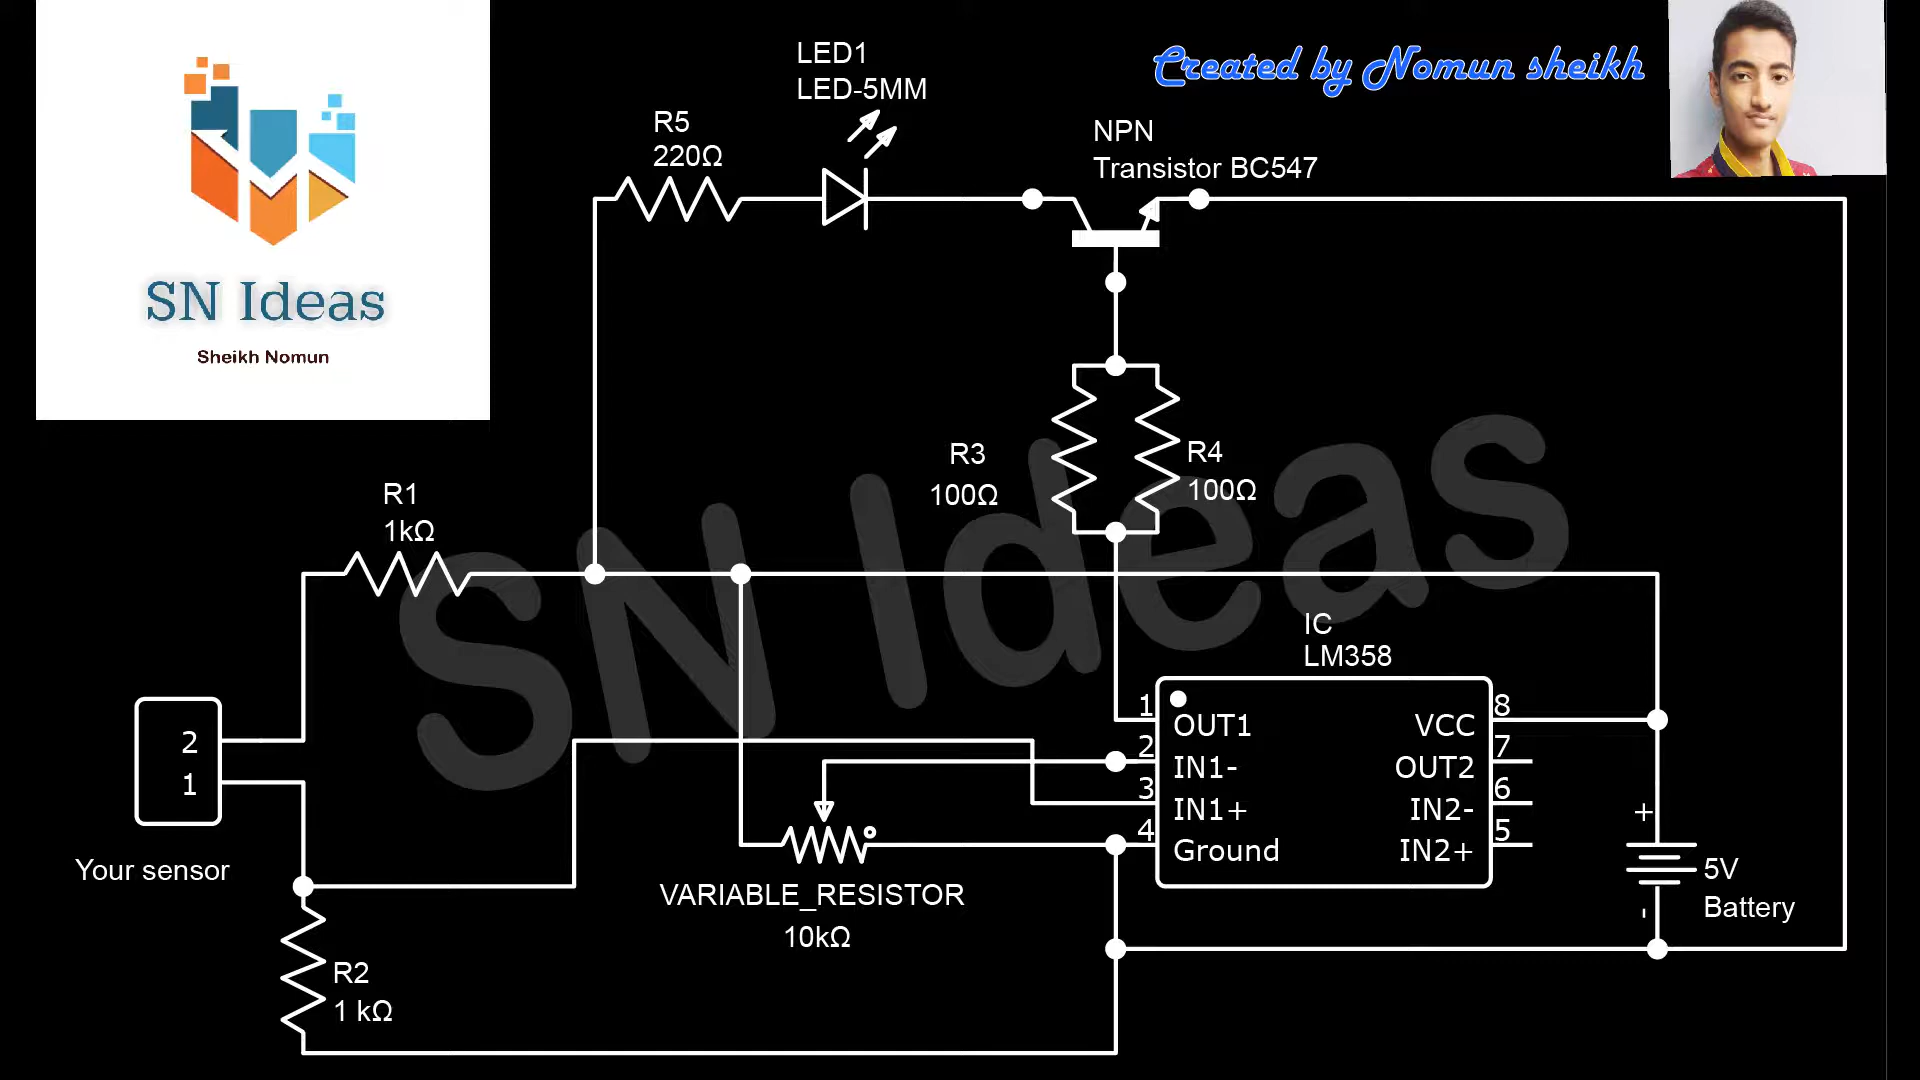 SN Ideas
Sheikh Nomun
LED1
LED-5MM
Created by Nomun sheikh
R5
220Ω
NPN
Transistor BC547
R3
100Ω
R4
100Ω
R1
1kΩ
SN Ideas
IC
LM358
1
OUT1
2
IN1-
3
IN1+
4
Ground
8
VCC
7
OUT2
6
IN2-
5
IN2+
2
1
Your sensor
VARIABLE_RESISTOR
10kΩ
+
5V
Battery
-
R2
1 kΩ